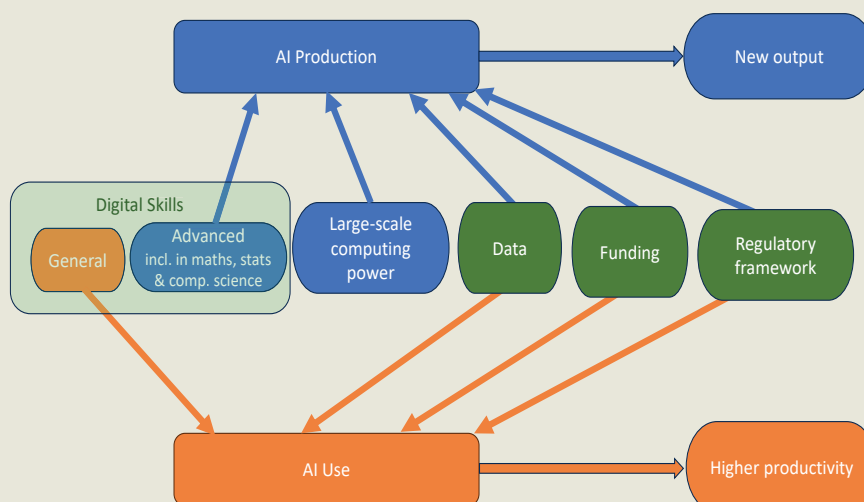 AI Production
New output
Digital Skills
General
Advanced
incl. in maths, stats
& comp. science
Large-scale
computing
power
Data
Funding
Regulatory
framework
AI Use
Higher productivity